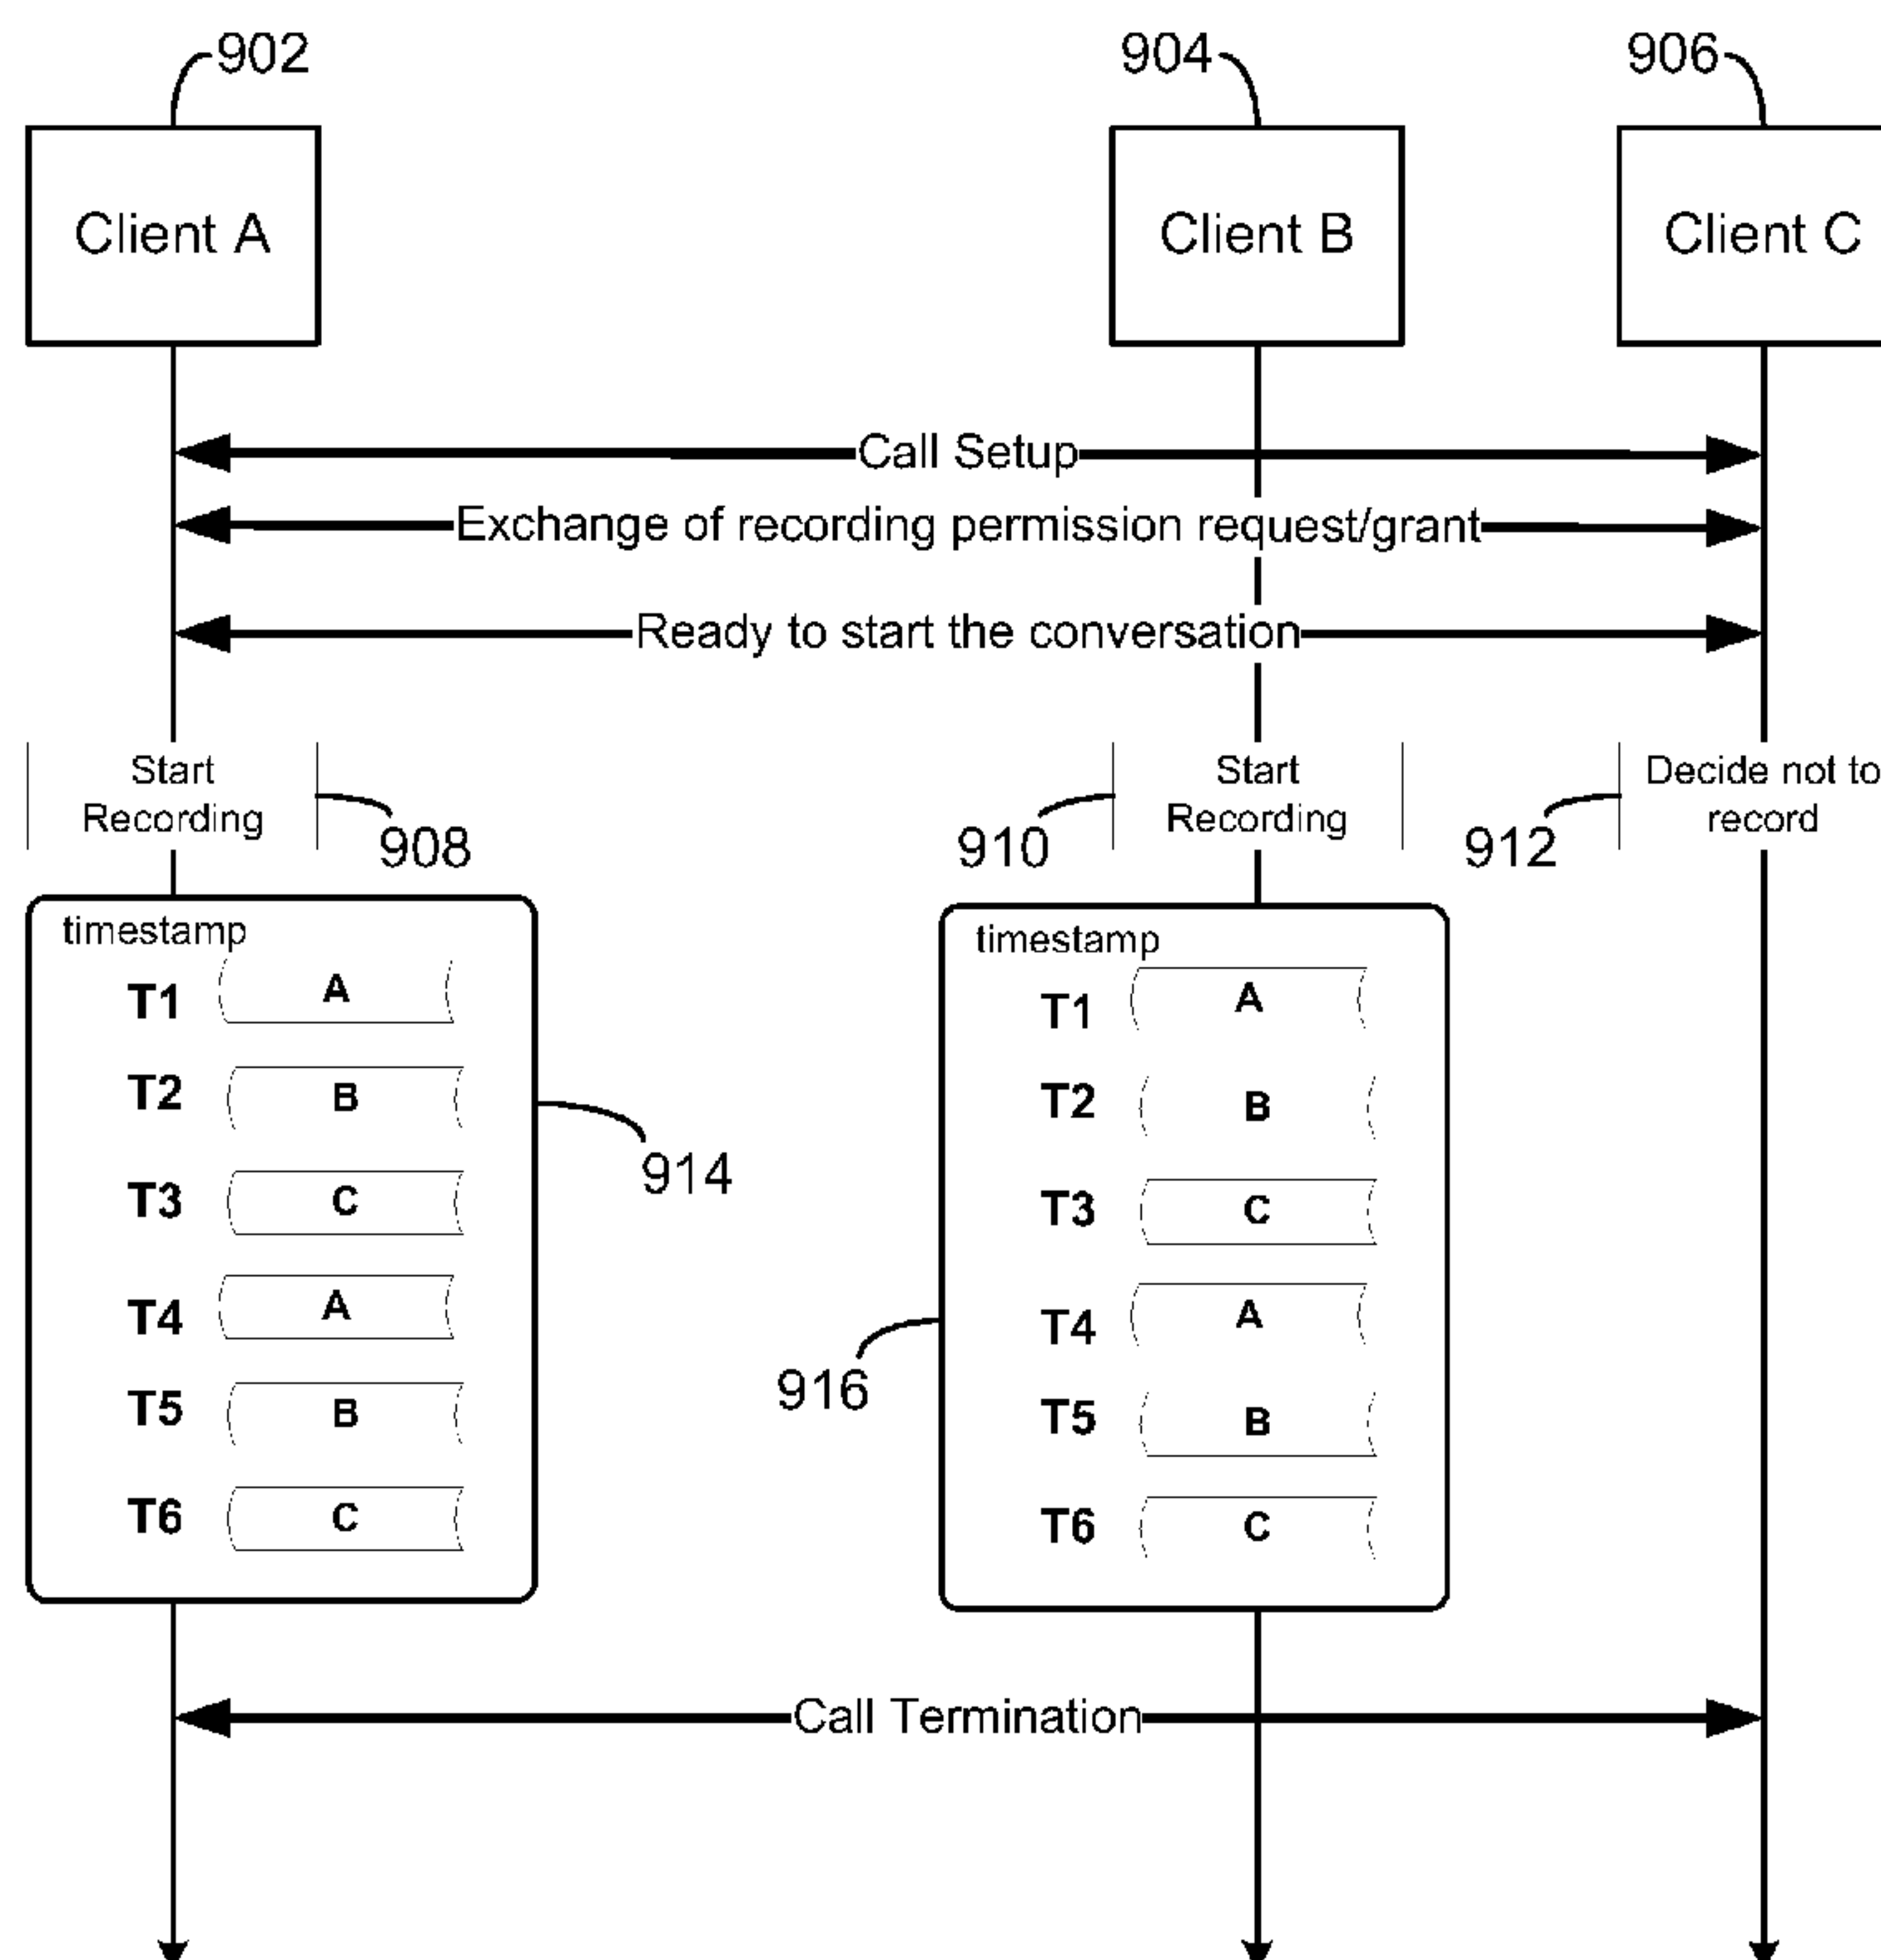 902
904
906
Client A
Client B
Client C
Call Setup
Exchange of recording permission request/grant
Ready to start the conversation
Start
Recording
908
910
Start
Recording
912
Decide not to
record
timestamp
T1 A
T2 B
T3 C
T4 A
T5 B
T6 C
914
timestamp
T1 A
T2 B
T3 C
T4 A
T5 B
T6 C
916
Call Termination